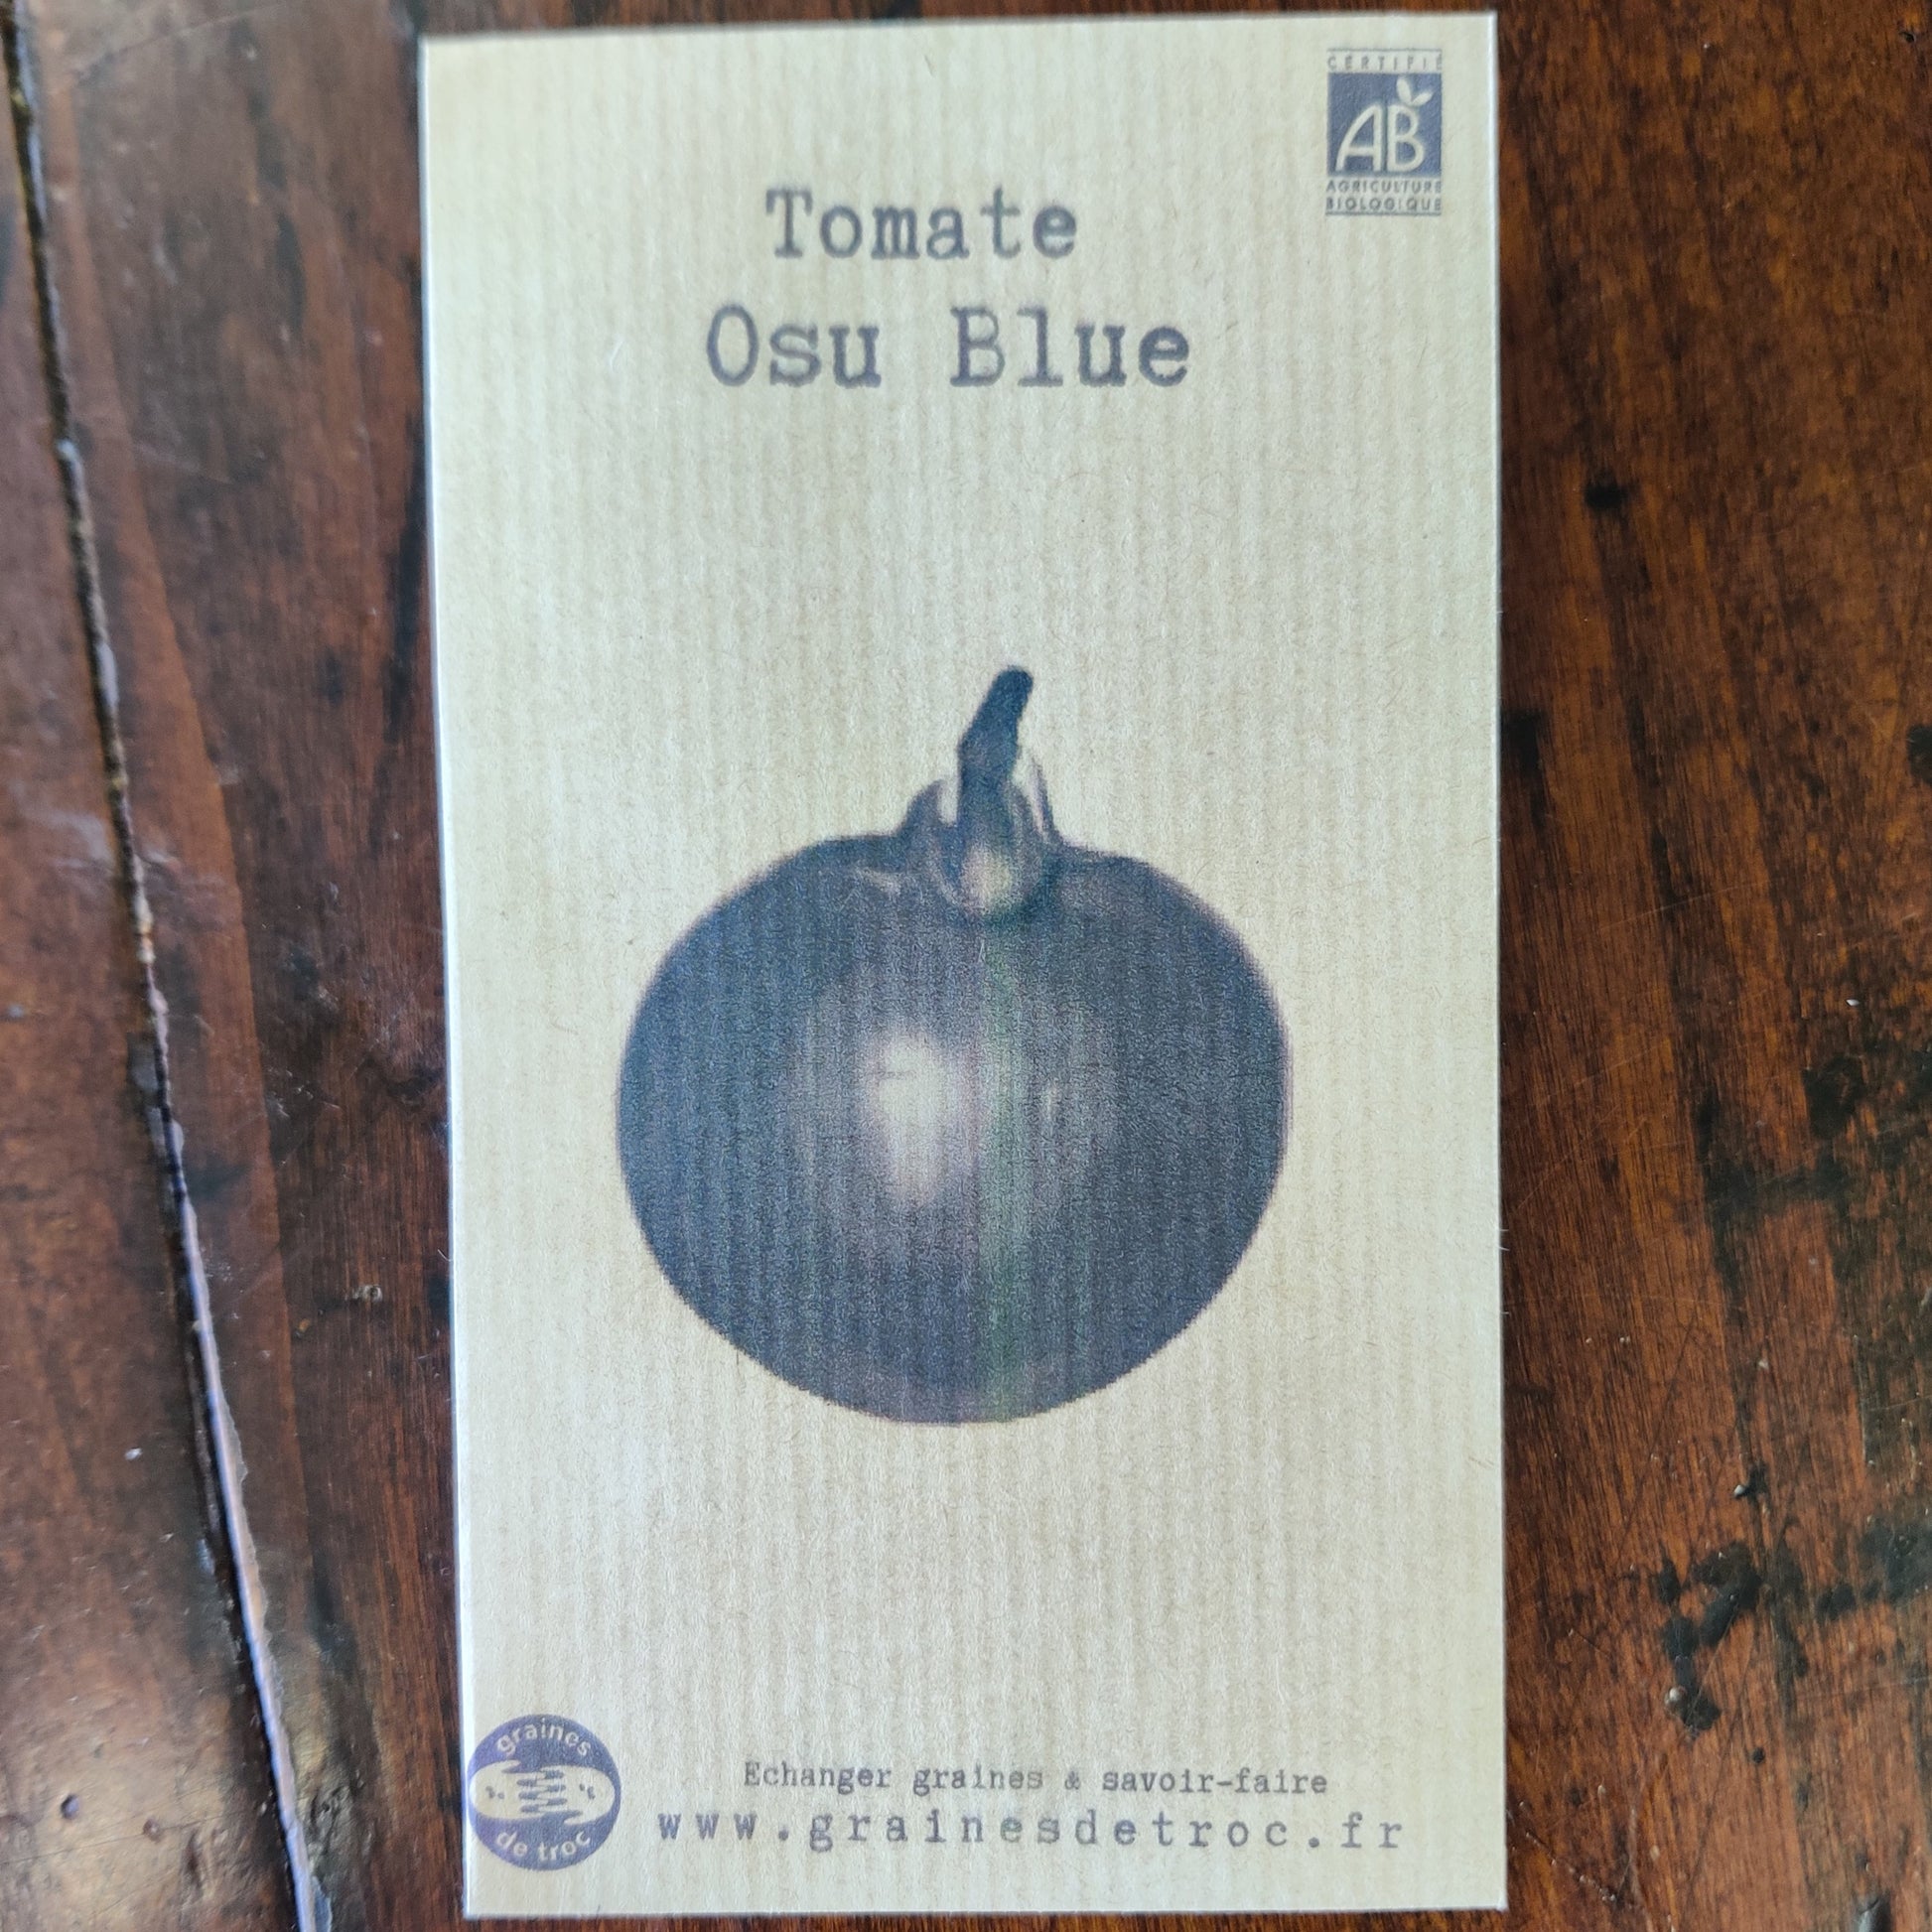 CERTIFIÉ
AB
AGRICULTURE
BIOLOGIQUE
Tomate
Osu Blue
graines
de troc
Echanger graines & savoir-faire
www.grainesdetroc.fr